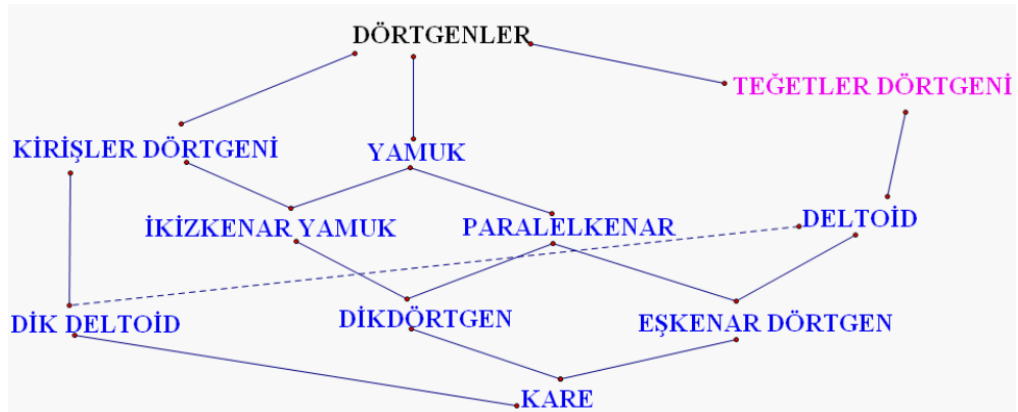 DÖRTGENLER
TEĞETLER DÖRTGENİ
KİRİŞLER DÖRTGENİ
YAMUK
İKİZKENAR YAMUK
PARALELKENAR
DELTOİD
DİK DELTOİD
DİKDÖRTGEN
EŞKENAR DÖRTGEN
KARE